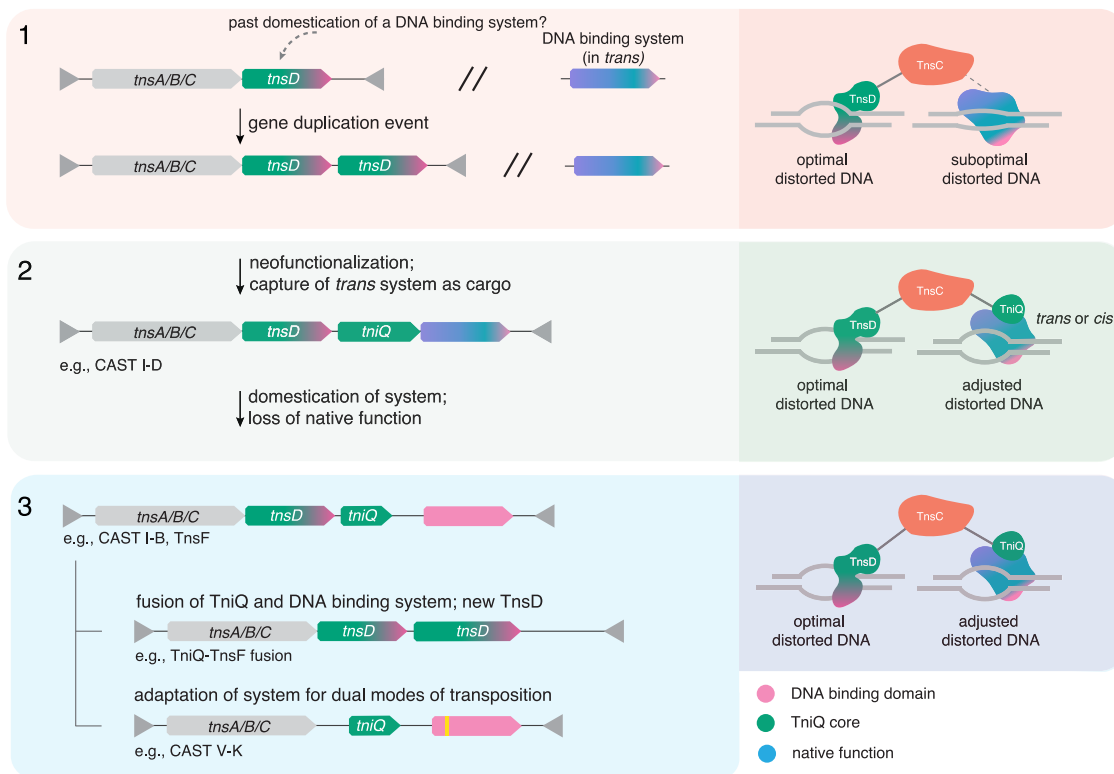 1
past domestication of a DNA binding system?
tnsA/B/C
tnsD
//
DNA binding system
(in trans)
gene duplication event
tnsA/B/C
tnsD
tnsD
//
TnsC
TnsD
optimal
distorted DNA
suboptimal
distorted DNA
2
neofunctionalization;
capture of trans system as cargo
tnsA/B/C
tnsD
tniQ
e.g., CAST I-D
domestication of system;
loss of native function
TnsC
TnsD
TniQ
trans or cis
optimal
distorted DNA
adjusted
distorted DNA
3
tnsA/B/C
tnsD
tniQ
e.g., CAST I-B, TnsF
fusion of TniQ and DNA binding system; new TnsD
tnsA/B/C
tnsD
tnsD
e.g., TniQ-TnsF fusion
adaptation of system for dual modes of transposition
tnsA/B/C
tniQ
e.g., CAST V-K
TnsC
TnsD
TniQ
optimal
distorted DNA
adjusted
distorted DNA
DNA binding domain
TniQ core
native function